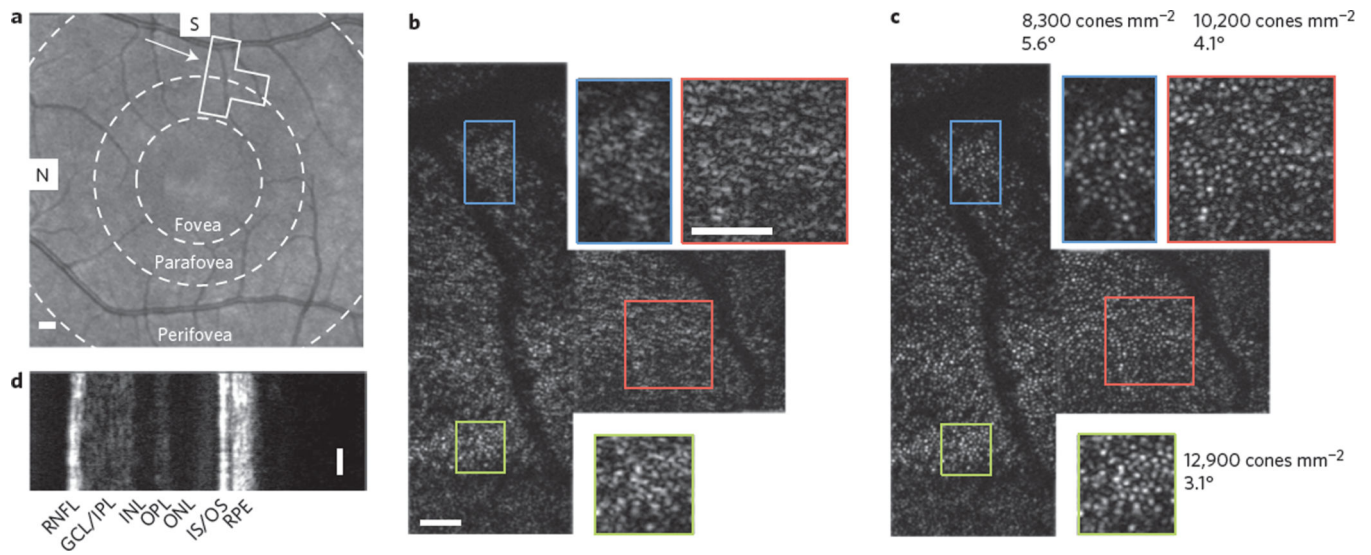 a
S
N
Fovea
Parafovea
Perifovea
b
c
8,300 cones mm−2
5.6°
10,200 cones mm−2
4.1°
12,900 cones mm−2
3.1°
d
RNFL
GCL/IPL
INL
OPL
ONL
IS/OS
RPE